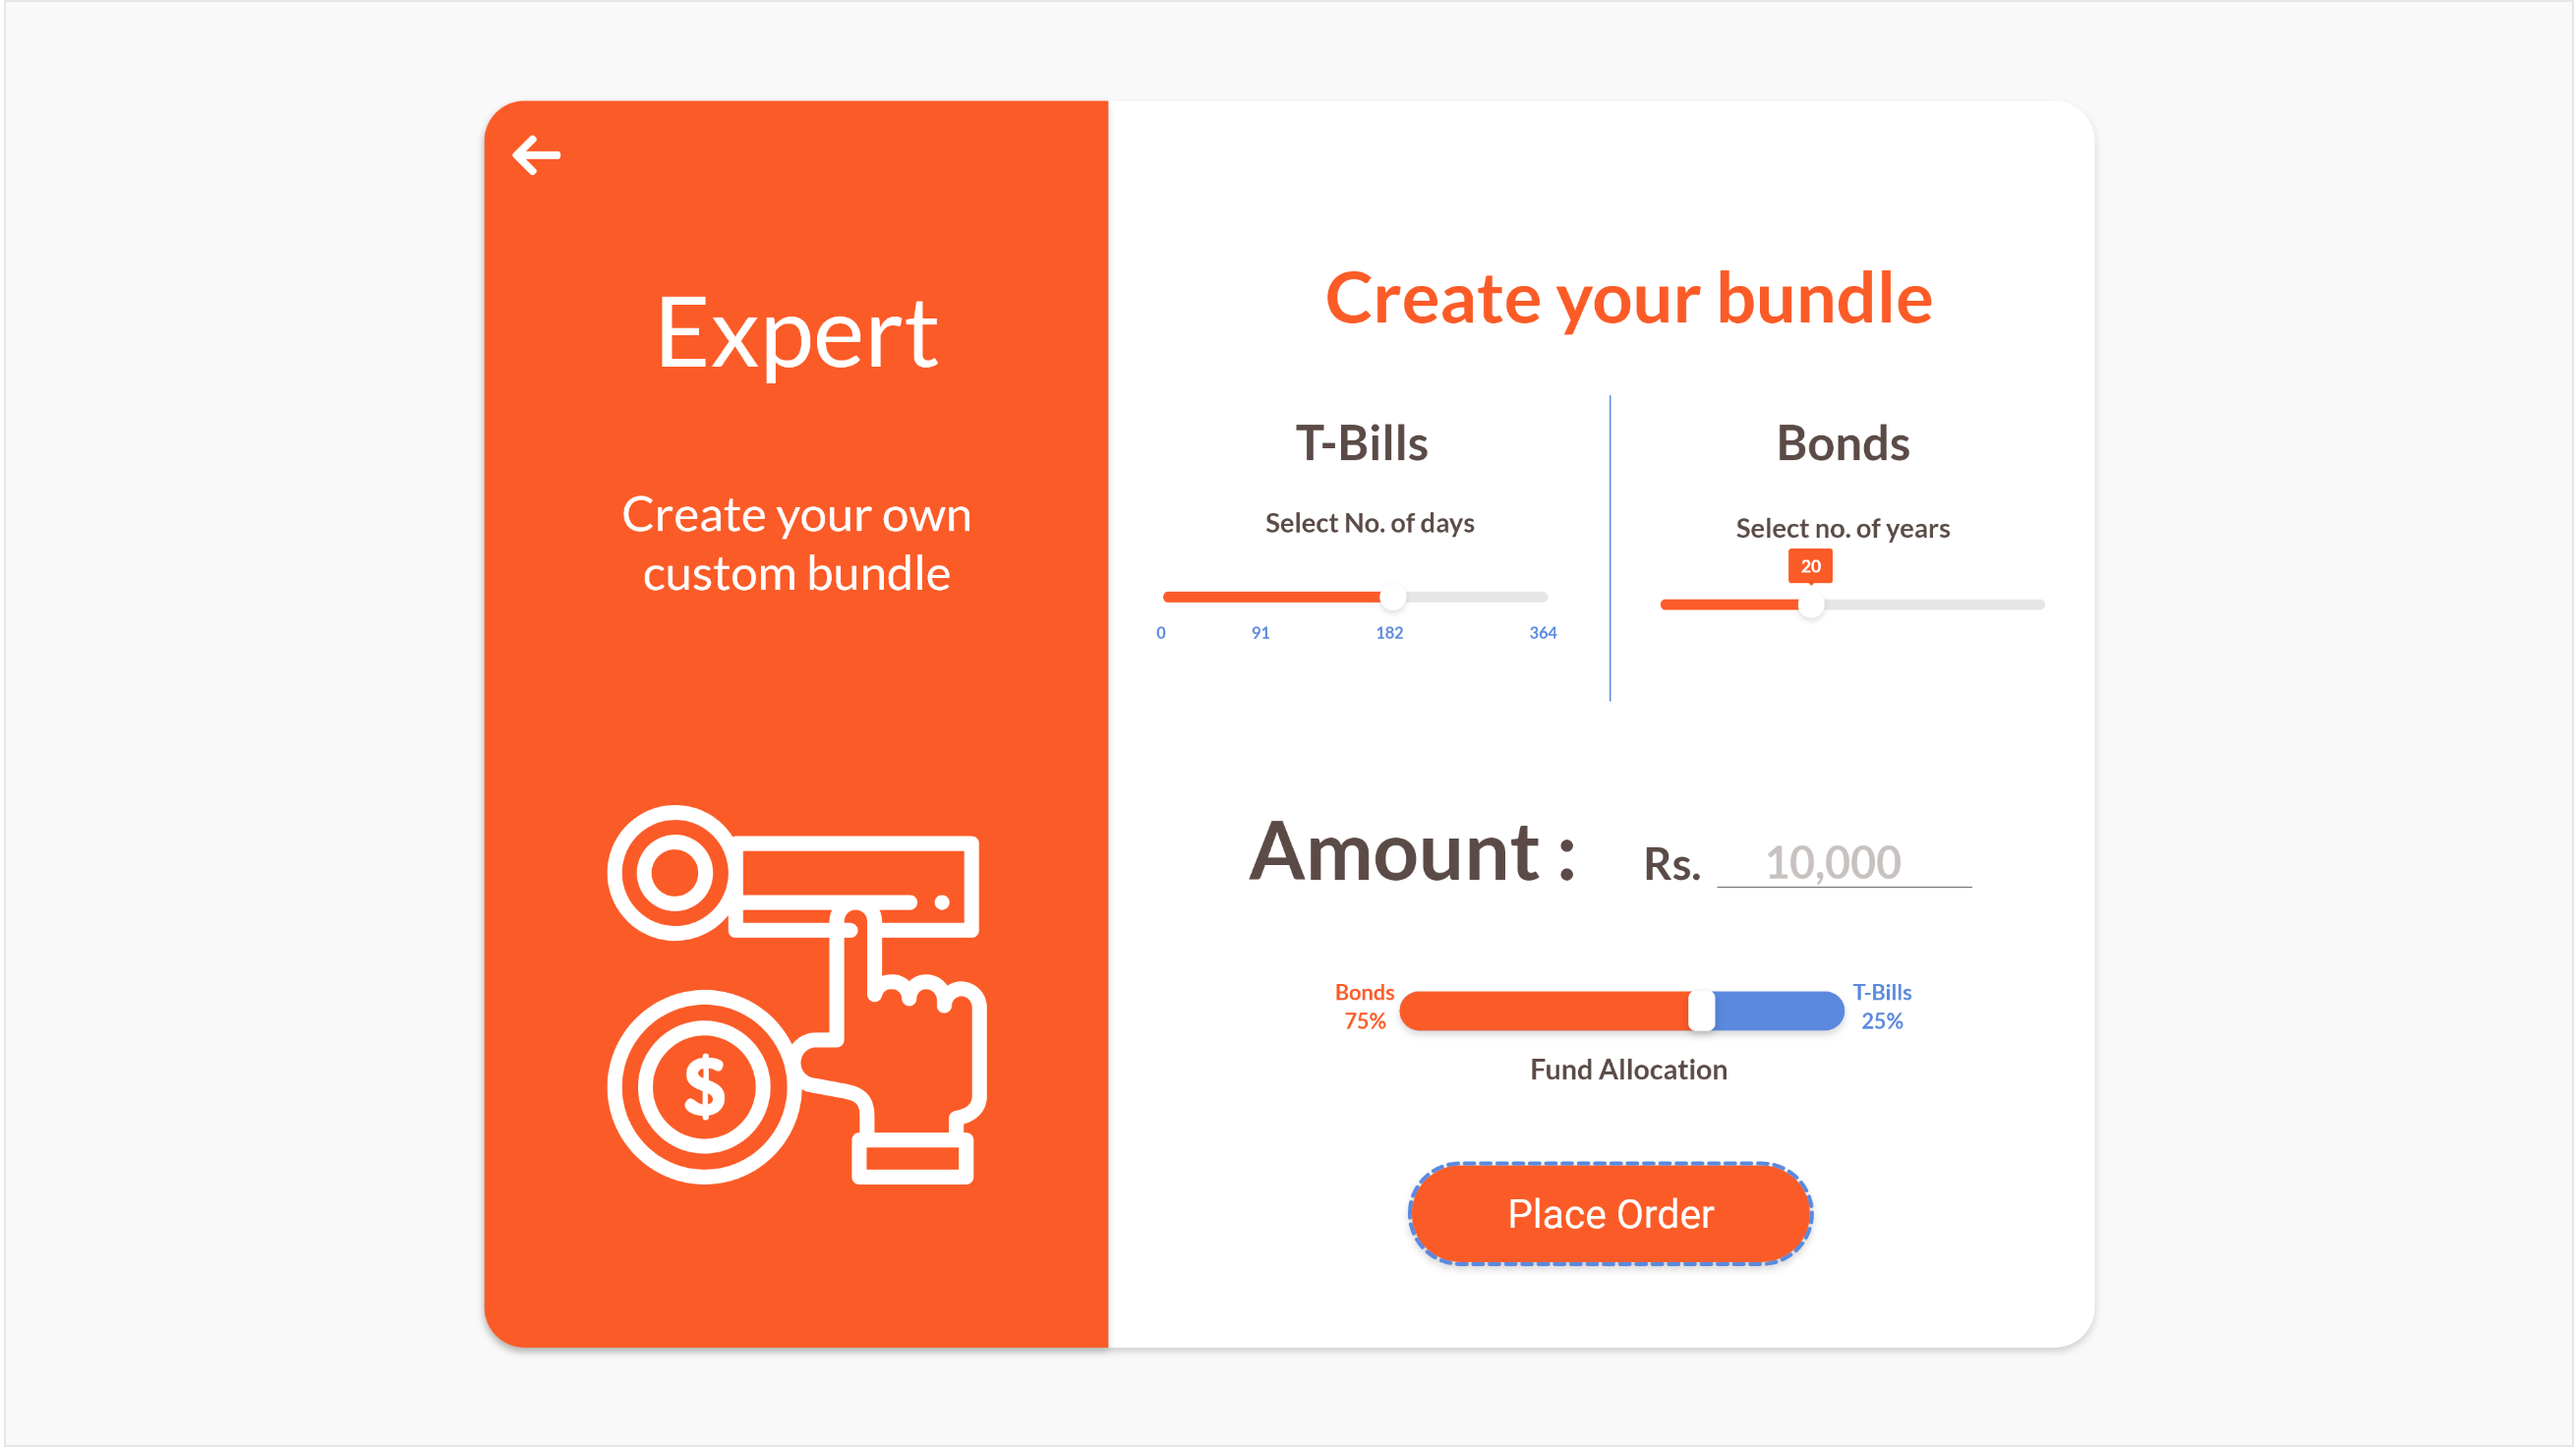 Expert
Create your own
custom bundle
$
Create your bundle
T-Bills
Select No. of days
0 91 182 364
Bonds
Select no. of years
20
Amount : Rs. 10,000
Bonds
75%
T-Bills
25%
Fund Allocation
Place Order